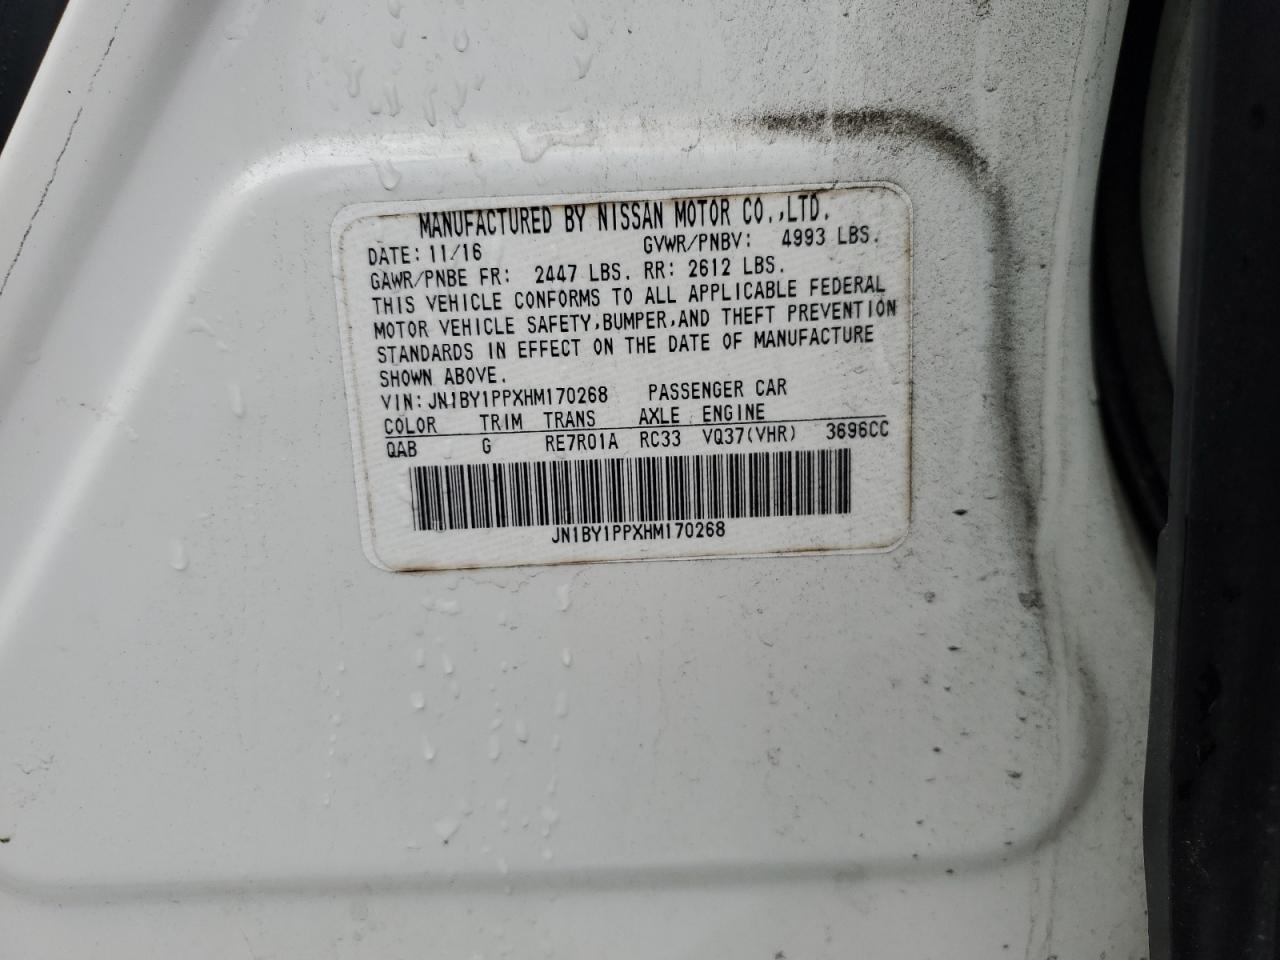 MANUFACTURED BY NISSAN MOTOR CO.,LTD.
DATE: 11/16 GVWR/PNBV: 4993 LBS.
GAWR/PNBE FR: 2447 LBS. RR: 2612 LBS.
THIS VEHICLE CONFORMS TO ALL APPLICABLE FEDERAL
MOTOR VEHICLE SAFETY,BUMPER,AND THEFT PREVENTION
STANDARDS IN EFFECT ON THE DATE OF MANUFACTURE
SHOWN ABOVE.
VIN: JN1BY1PPXHM170268 PASSENGER CAR
COLOR TRIM TRANS AXLE ENGINE
QAB G RE7R01A RC33 VQ37(VHR) 3696CC
JN1BY1PPXHM170268